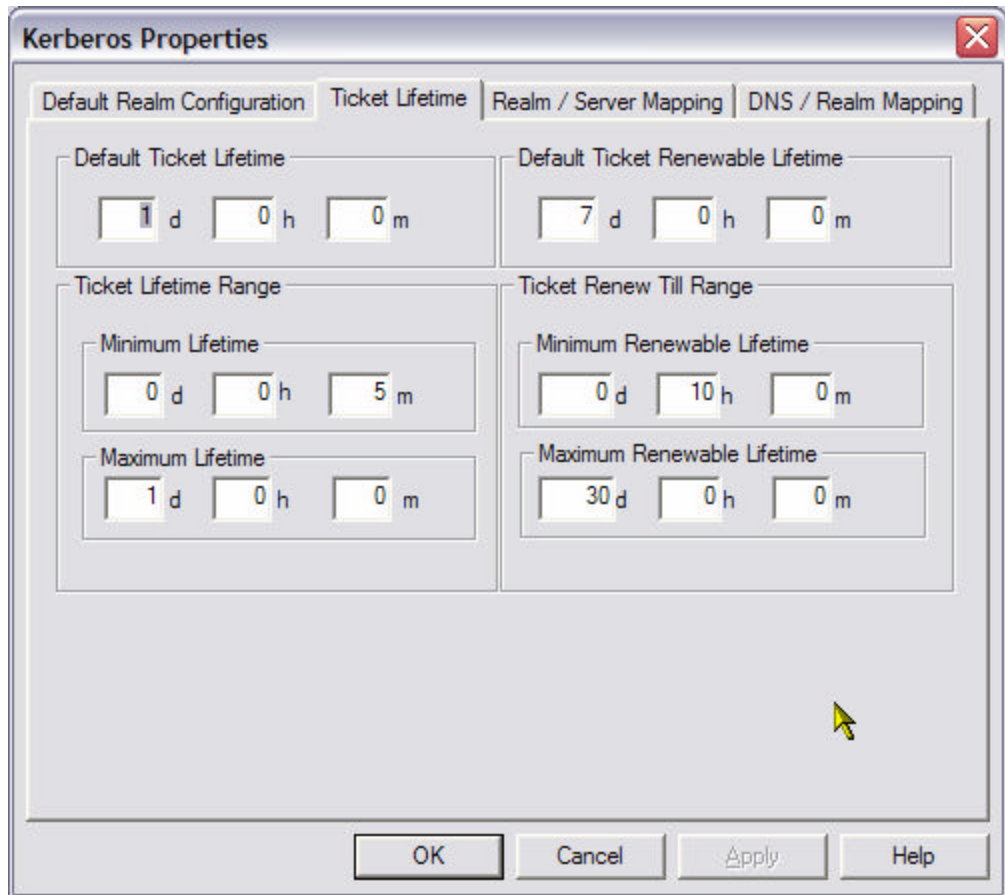 Kerberos Properties
Default Realm Configuration
Ticket Lifetime
Realm / Server Mapping
DNS / Realm Mapping
Default Ticket Lifetime
1 d 0 h 0 m
Default Ticket Renewable Lifetime
7 d 0 h 0 m
Ticket Lifetime Range
Minimum Lifetime
0 d 0 h 5 m
Maximum Lifetime
1 d 0 h 0 m
Ticket Renew Till Range
Minimum Renewable Lifetime
0 d 10 h 0 m
Maximum Renewable Lifetime
30 d 0 h 0 m
OK
Cancel
Apply
Help